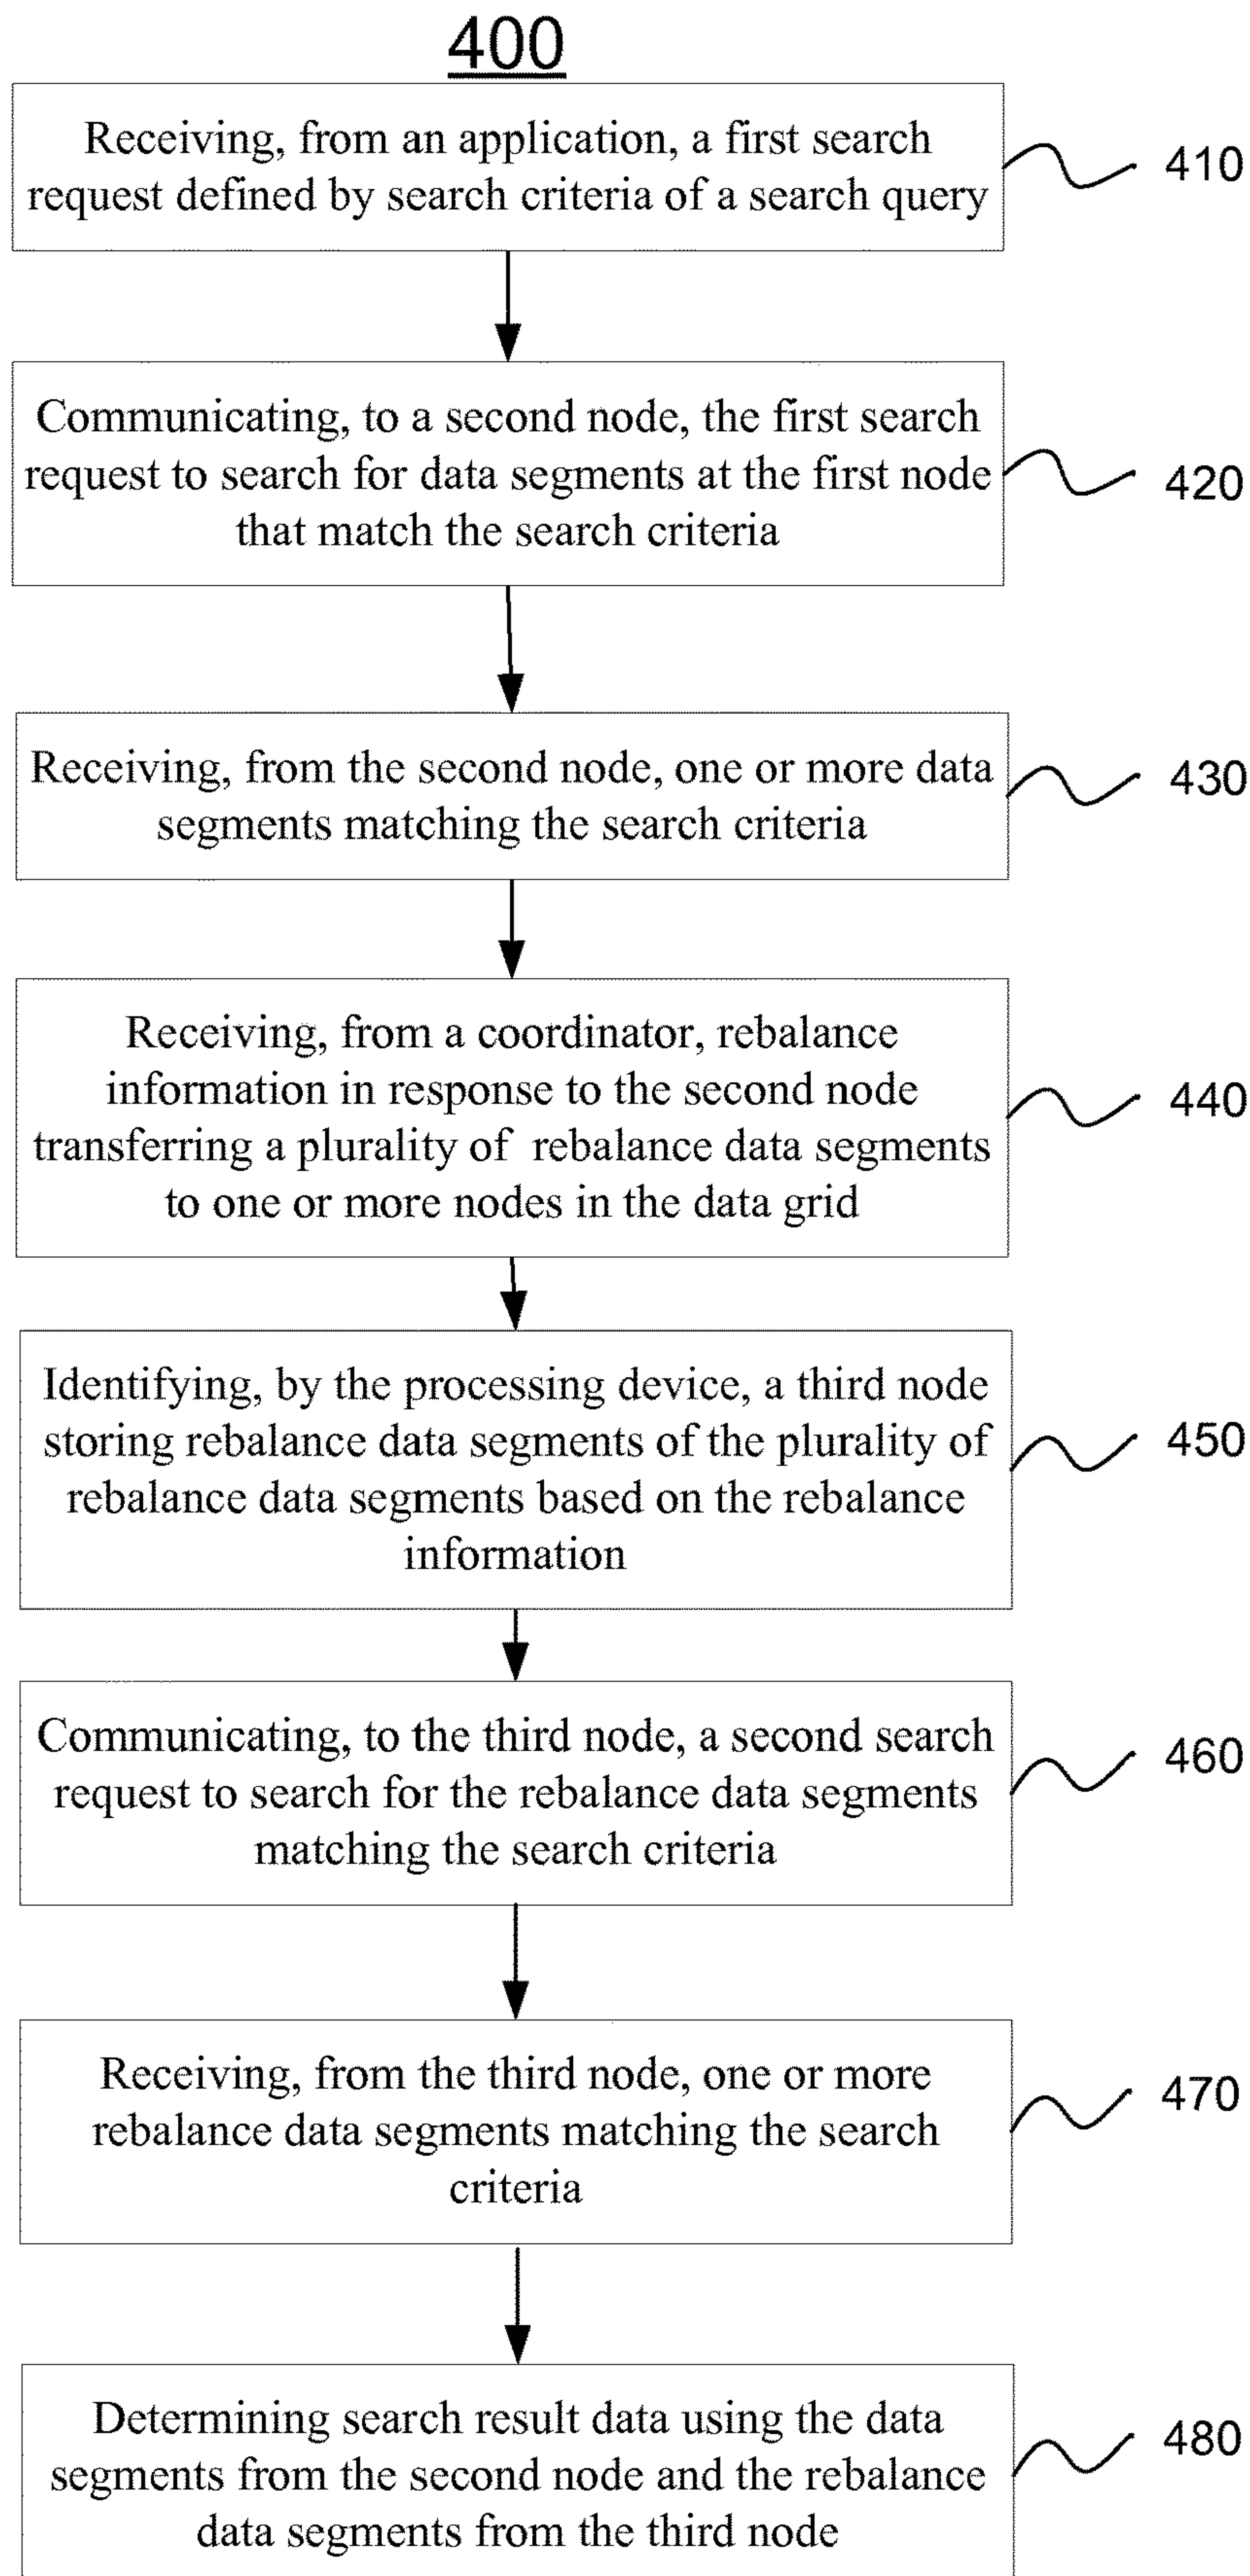 400
Receiving, from an application, a first search
request defined by search criteria of a search query
410
Communicating, to a second node, the first search
request to search for data segments at the first node
that match the search criteria
420
Receiving, from the second node, one or more data
segments matching the search criteria
430
Receiving, from a coordinator, rebalance
information in response to the second node
transferring a plurality of rebalance data segments
to one or more nodes in the data grid
440
Identifying, by the processing device, a third node
storing rebalance data segments of the plurality of
rebalance data segments based on the rebalance
information
450
Communicating, to the third node, a second search
request to search for the rebalance data segments
matching the search criteria
460
Receiving, from the third node, one or more
rebalance data segments matching the search
criteria
470
Determining search result data using the data
segments from the second node and the rebalance
data segments from the third node
480